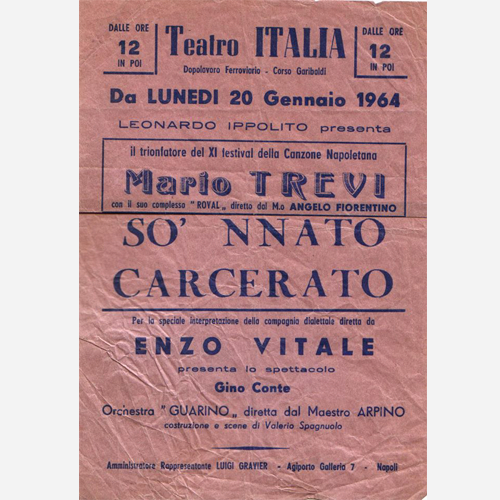 DALLE ORE
12
IN POI
Teatro ITALIA
Dopolavoro Ferroviario - Corso Garibaldi
DALLE ORE
12
IN POI
Da LUNEDI 20 Gennaio 1964
LEONARDO IPPOLITO presenta
il trionfatore del XI festival della Canzone Napoletana
Mario TREVI
con il suo complesso "ROYAL„ diretto dal M.o ANGELO FIORENTINO
SO' NNATO
CARCERATO
Per la speciale interpretazione della compagnia dialettale diretta da
ENZO VITALE
presenta lo spettacolo
Gino Conte
Orchestra "GUARINO„ diretta dal Maestro ARPINO
costruzione e scene di Valerio Spagnuolo
Amministratore Rappresentante LUIGI GRAVIER - Agiporto Galleria 7 - Napoli